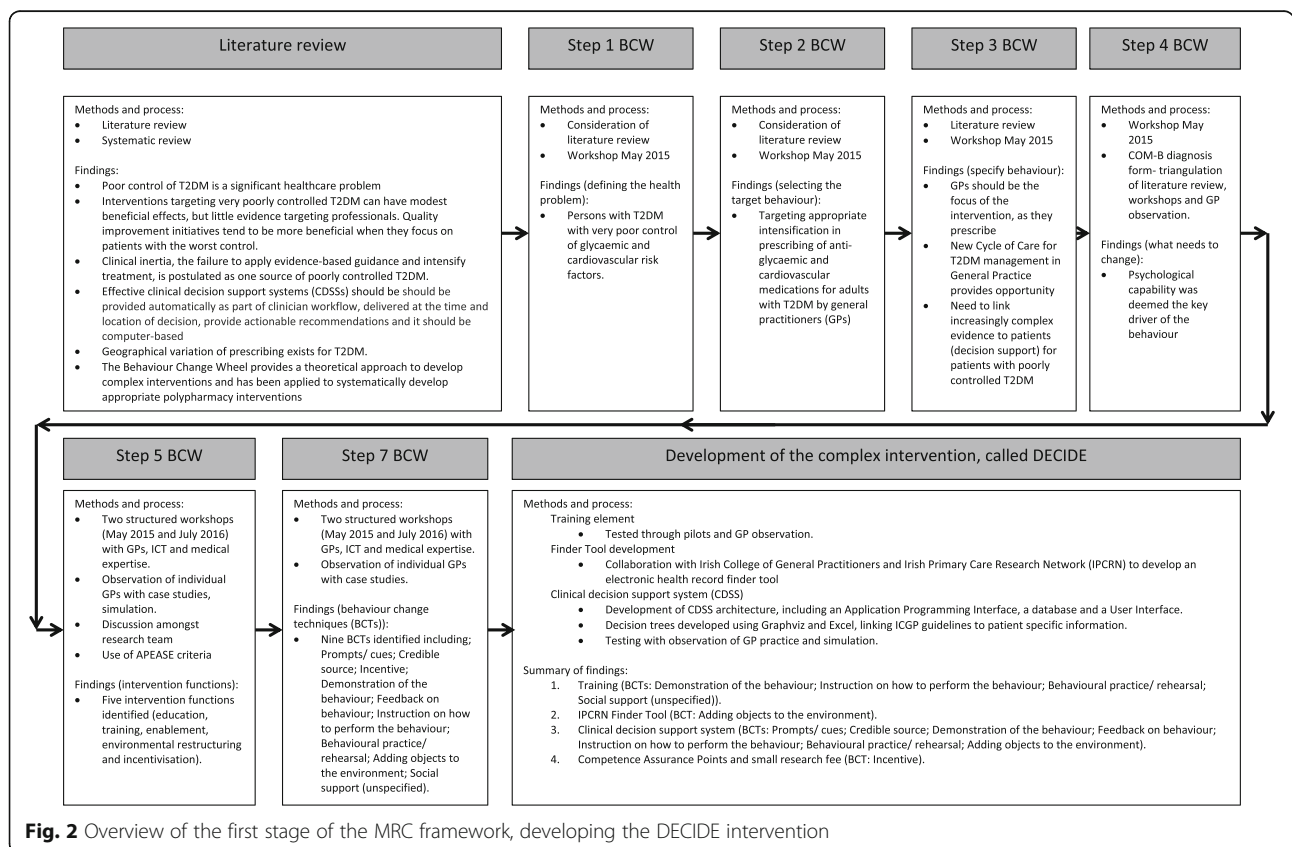 Literature review
Methods and process:
• Literature review
• Systematic review
Findings:
• Poor control of T2DM is a significant healthcare problem
• Interventions targeting very poorly controlled T2DM can have modest
beneficial effects, but little evidence targeting professionals. Quality
improvement initiatives tend to be more beneficial when they focus on
patients with the worst control.
• Clinical inertia, the failure to apply evidence-based guidance and intensify
treatment, is postulated as one source of poorly controlled T2DM.
• Effective clinical decision support systems (CDSSs) should be should be
provided automatically as part of clinician workflow, delivered at the time and
location of decision, provide actionable recommendations and it should be
computer-based
• Geographical variation of prescribing exists for T2DM.
• The Behaviour Change Wheel provides a theoretical approach to develop
complex interventions and has been applied to systematically develop
appropriate polypharmacy interventions
Step 1 BCW
Methods and process:
• Consideration of
literature review
• Workshop May 2015
Findings (defining the health
problem):
• Persons with T2DM
with very poor control
of glycaemic and
cardiovascular risk
factors.
Step 2 BCW
Methods and process:
• Consideration of
literature review
• Workshop May 2015
Findings (selecting the
target behaviour):
• Targeting appropriate
intensification in
prescribing of anti-
glycaemic and
cardiovascular
medications for adults
with T2DM by general
practitioners (GPs)
Step 3 BCW
Methods and process:
• Literature review
• Workshop May 2015
Findings (specify behaviour):
• GPs should be the
focus of the
intervention, as they
prescribe
• New Cycle of Care for
T2DM management in
General Practice
provides opportunity
• Need to link
increasingly complex
evidence to patients
(decision support) for
patients with poorly
controlled T2DM
Step 4 BCW
Methods and process:
• Workshop May
2015
• COM-B diagnosis
form- triangulation
of literature review,
workshops and GP
observation.
Findings (what needs to
change):
• Psychological
capability was
deemed the key
driver of the
behaviour
Step 5 BCW
Methods and process:
• Two structured workshops
(May 2015 and July 2016)
with GPs, ICT and medical
expertise.
• Observation of individual
GPs with case studies,
simulation.
• Discussion amongst
research team
• Use of APEASE criteria
Findings (intervention functions):
• Five intervention functions
identified (education,
training, enablement,
environmental restructuring
and incentivisation).
Step 7 BCW
Methods and process:
• Two structured workshops
(May 2015 and July 2016) with
GPs, ICT and medical expertise.
• Observation of individual GPs
with case studies.
Findings (behaviour change
techniques (BCTs)):
• Nine BCTs identified including;
Prompts/ cues; Credible
source; Incentive;
Demonstration of the
behaviour; Feedback on
behaviour; Instruction on how
to perform the behaviour;
Behavioural practice/
rehearsal; Adding objects to
the environment; Social
support (unspecified).
Development of the complex intervention, called DECIDE
Methods and process:
Training element
• Tested through pilots and GP observation.
Finder Tool development
• Collaboration with Irish College of General Practitioners and Irish Primary Care Research Network (IPCRN) to develop an
electronic health record finder tool
Clinical decision support system (CDSS)
• Development of CDSS architecture, including an Application Programming Interface, a database and a User Interface.
• Decision trees developed using Graphviz and Excel, linking ICGP guidelines to patient specific information.
• Testing with observation of GP practice and simulation.
Summary of findings:
1. Training (BCTs: Demonstration of the behaviour; Instruction on how to perform the behaviour; Behavioural practice/ rehearsal;
Social support (unspecified)).
2. IPCRN Finder Tool (BCT: Adding objects to the environment).
3. Clinical decision support system (BCTs: Prompts/ cues; Credible source; Demonstration of the behaviour; Feedback on behaviour;
Instruction on how to perform the behaviour; Behavioural practice/ rehearsal; Adding objects to the environment).
4. Competence Assurance Points and small research fee (BCT: Incentive).
Fig. 2 Overview of the first stage of the MRC framework, developing the DECIDE intervention